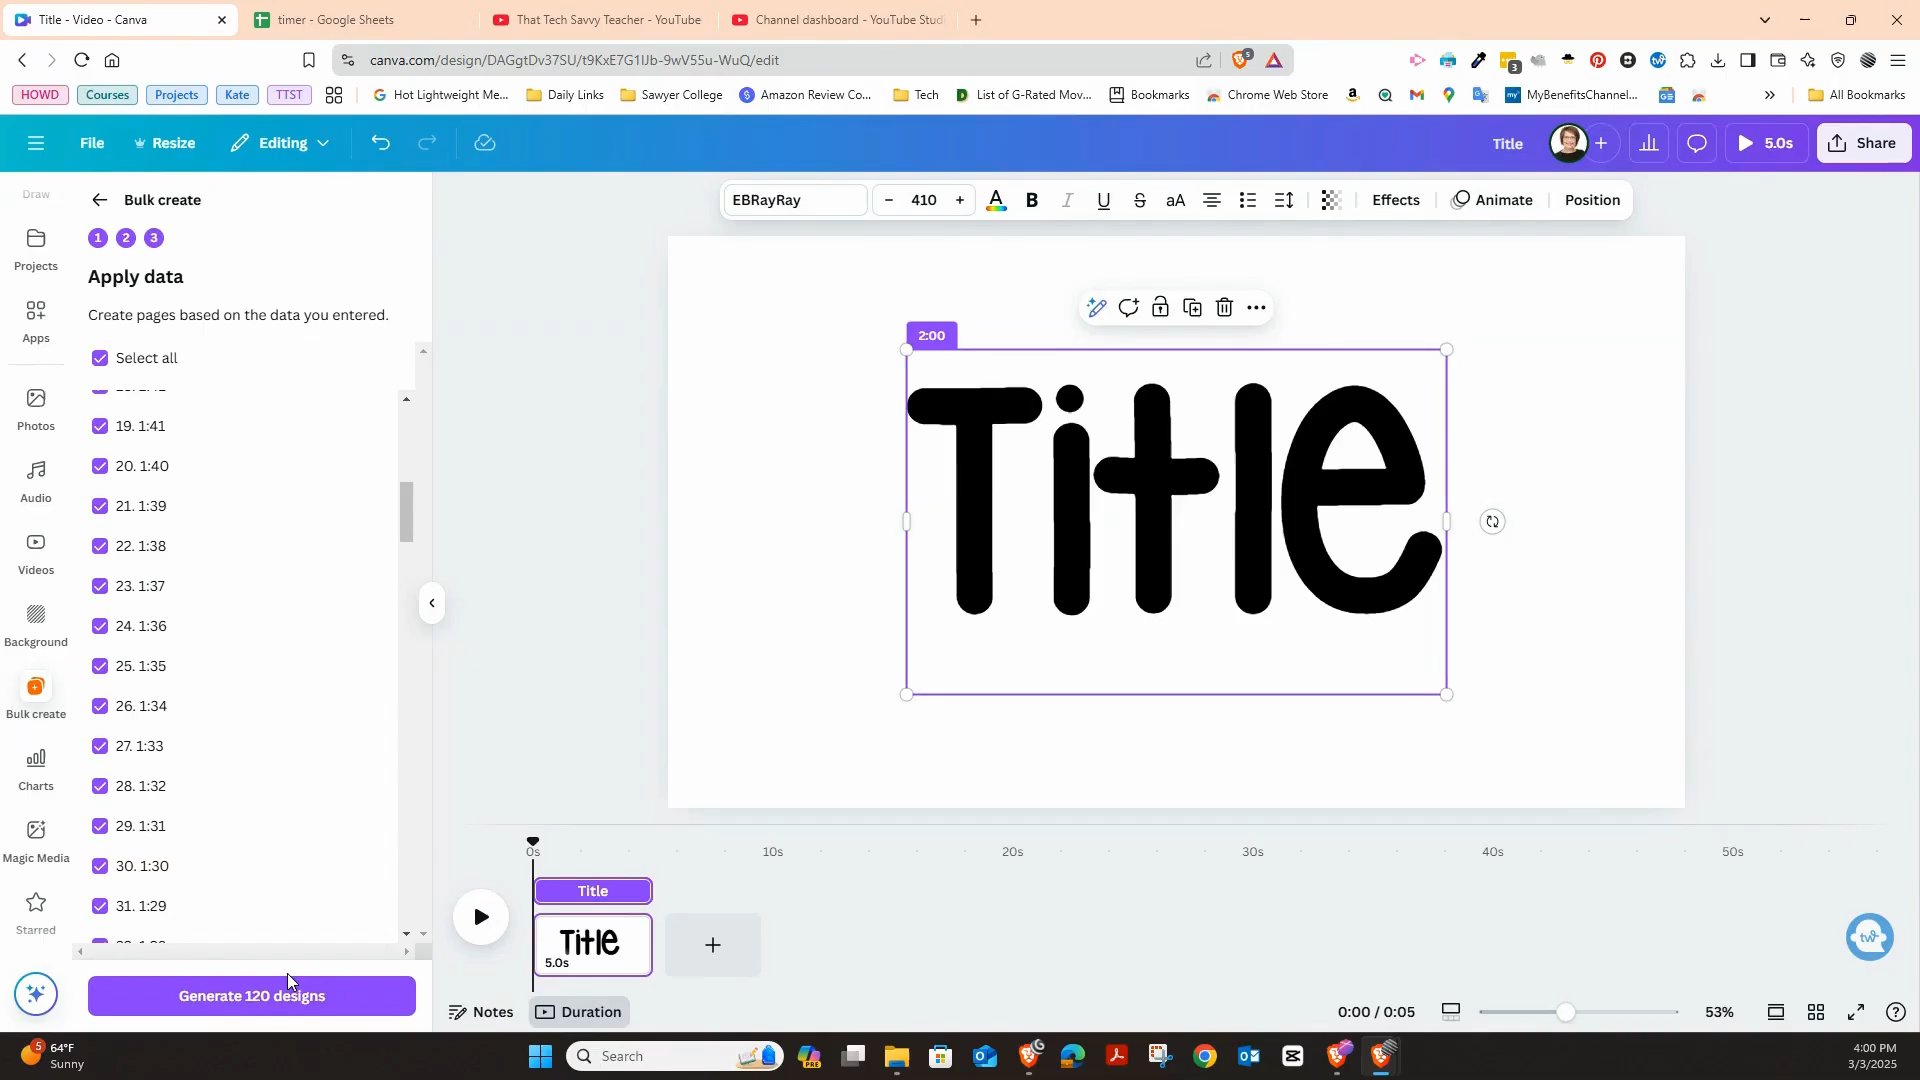 Title - Video - Canva
timer - Google Sheets
That Tech Savvy Teacher - YouTube
Channel dashboard - YouTube Stud
canva.com/design/DAGgtDv37SU/t9KxE7G1IJb-9wV55u-WuQ/edit
5
3
HOWD
Courses
Projects
Kate
TTST
Hot Lightweight Me...
Daily Links
Sawyer College
Amazon Review Co...
Tech
List of G-Rated Mov...
Bookmarks
Chrome Web Store
MyBenefitsChannel...
All Bookmarks
File
Resize
Editing
Title
5.0s
Share
Draw
Projects
Apps
Photos
Audio
Videos
Background
Bulk create
Charts
Magic Media
Starred
Bulk create
1 2 3
Apply data
Create pages based on the data you entered.
Select all
19. 1:41
20. 1:40
21. 1:39
22. 1:38
23. 1:37
24. 1:36
25. 1:35
26. 1:34
27. 1:33
28. 1:32
29. 1:31
30. 1:30
31. 1:29
Generate 120 designs
EBRayRay
– 410 +
B I U S aA
Effects
Animate
Position
2:00
Title
0s 10s 20s 30s 40s 50s
Title
Title
5.0s
Notes
Duration
0:00 / 0:05
53%
5
64°F
Sunny
Search
PRE
4:00 PM
3/3/2025